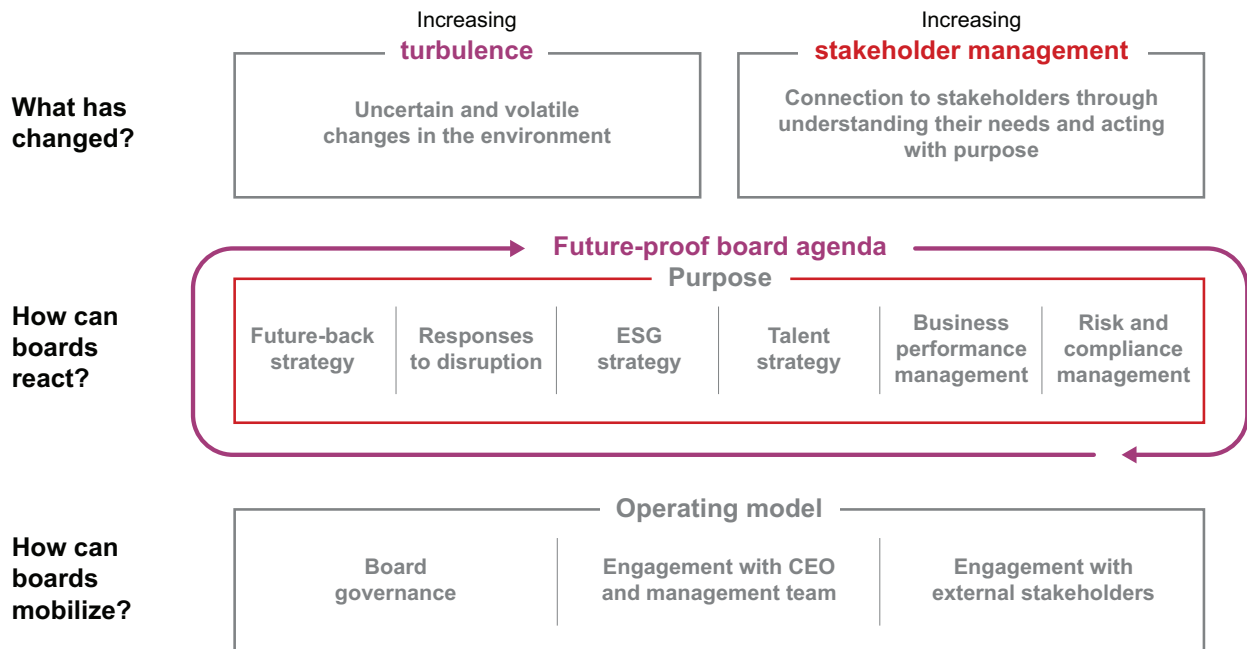 Increasing
turbulence
Increasing
stakeholder management
What has
changed?
Uncertain and volatile
changes in the environment
Connection to stakeholders through
understanding their needs and acting
with purpose
Future-proof board agenda
Purpose
How can
boards
react?
Future-back
strategy
Responses
to disruption
ESG
strategy
Talent
strategy
Business
performance
management
Risk and
compliance
management
Operating model
How can
boards
mobilize?
Board
governance
Engagement with CEO
and management team
Engagement with
external stakeholders